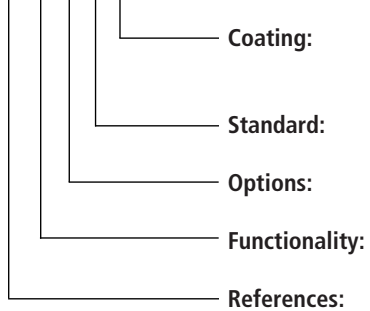 Coating:
Standard:
Options:
Functionality:
References: